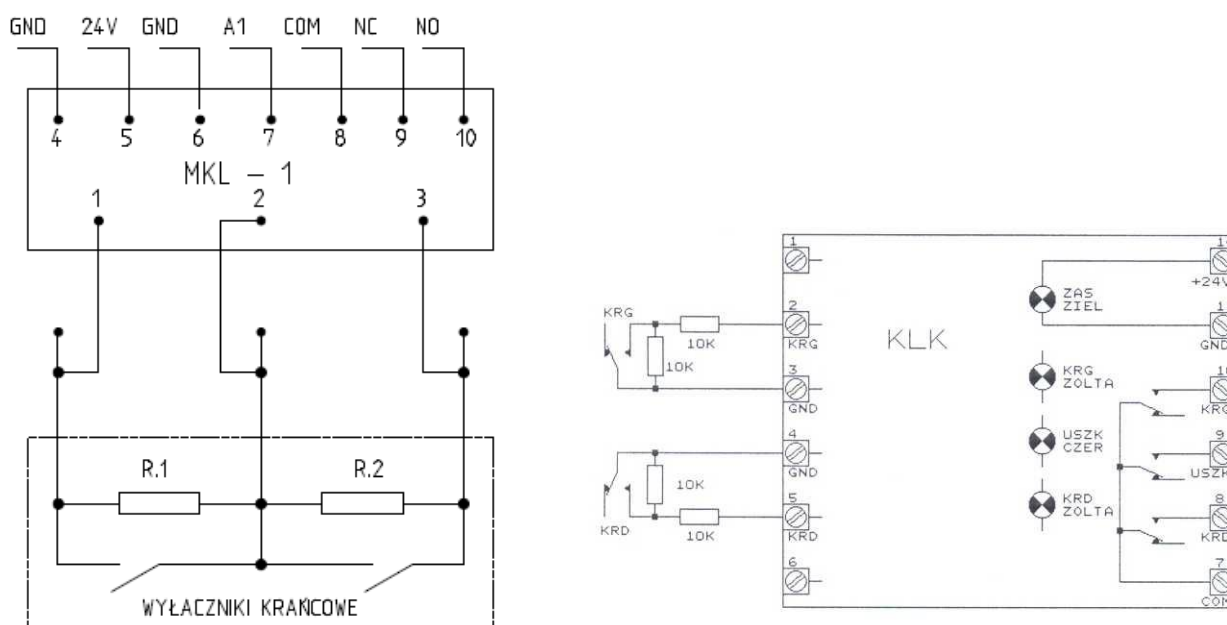 GND 24V GND A1 COM NC NO
4 5 6 7 8 9 10
MKL - 1
1 2 3
R.1 R.2
WYŁACZNIKI KRAŃCOWE
1
2
KRG
KRG
10K
10K
3
GND
4
GND
10K
5
KRD
KRD
10K
6
KLK
ZAS
ZIEL
KRG
ZOLTA
USZK
CZER
KRD
ZOLTA
+24V
GND
KRG
9
USZK
8
KRD
7
COM